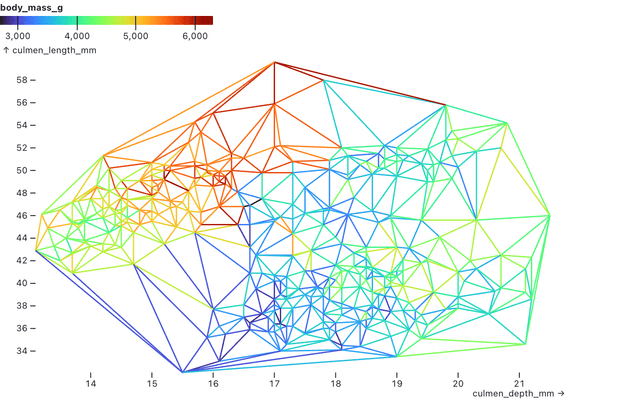 body_mass_g
3,000 4,000 5,000 6,000
↑ culmen_length_mm
58
56
54
52
50
48
46
44
42
40
38
36
34
14 15 16 17 18 19 20 21
culmen_depth_mm →